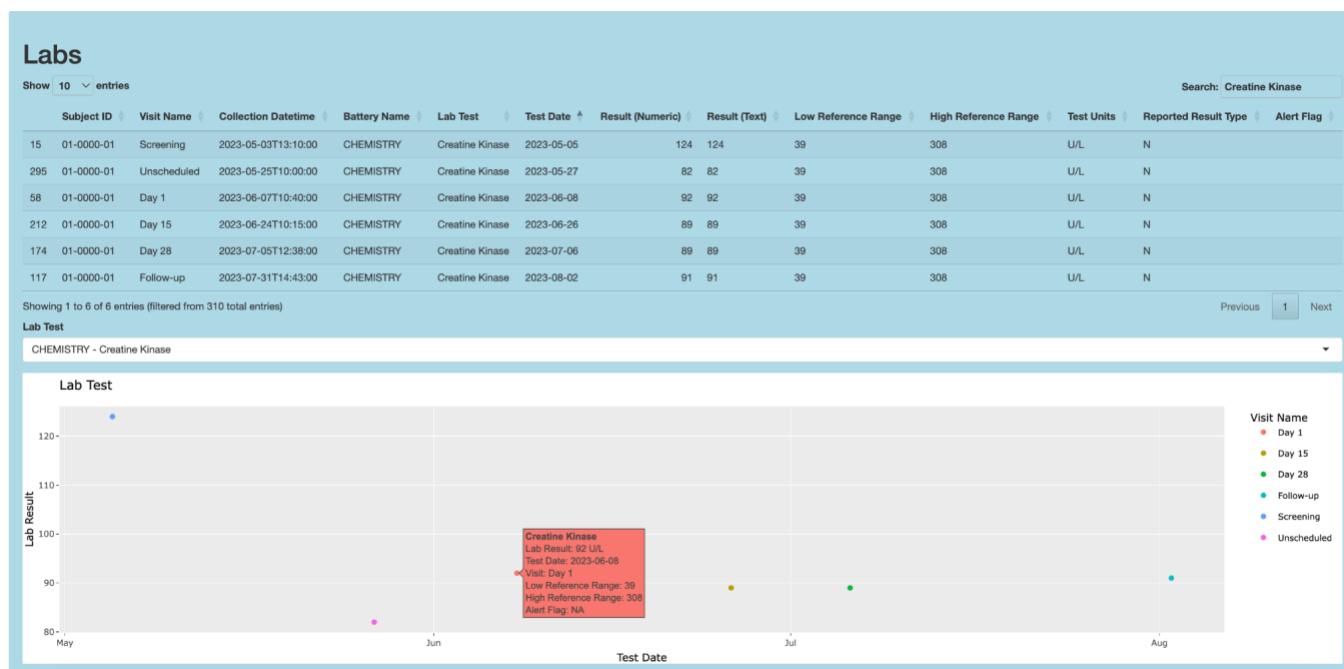 Labs
Show 10 entries
Search: Creatine Kinase
Subject ID Visit Name Collection Datetime Battery Name Lab Test Test Date Result (Numeric) Result (Text) Low Reference Range High Reference Range Test Units Reported Result Type Alert Flag
15 01-0000-01 Screening 2023-05-03T13:10:00 CHEMISTRY Creatine Kinase 2023-05-05 124 124 39 308 U/L N
295 01-0000-01 Unscheduled 2023-05-25T10:00:00 CHEMISTRY Creatine Kinase 2023-05-27 82 82 39 308 U/L N
58 01-0000-01 Day 1 2023-06-07T10:40:00 CHEMISTRY Creatine Kinase 2023-06-08 92 92 39 308 U/L N
212 01-0000-01 Day 15 2023-06-24T10:15:00 CHEMISTRY Creatine Kinase 2023-06-26 89 89 39 308 U/L N
174 01-0000-01 Day 28 2023-07-05T12:38:00 CHEMISTRY Creatine Kinase 2023-07-06 89 89 39 308 U/L N
117 01-0000-01 Follow-up 2023-07-31T14:43:00 CHEMISTRY Creatine Kinase 2023-08-02 91 91 39 308 U/L N
Showing 1 to 6 of 6 entries (filtered from 310 total entries)
Previous 1 Next
Lab Test
CHEMISTRY - Creatine Kinase
Lab Test
Lab Result
120
110
100
90
80
Creatine Kinase
Lab Result: 92 U/L
Test Date: 2023-06-08
Visit: Day 1
Low Reference Range: 39
High Reference Range: 308
Alert Flag: NA
May Jun Jul Aug
Test Date
Visit Name
Day 1
Day 15
Day 28
Follow-up
Screening
Unscheduled